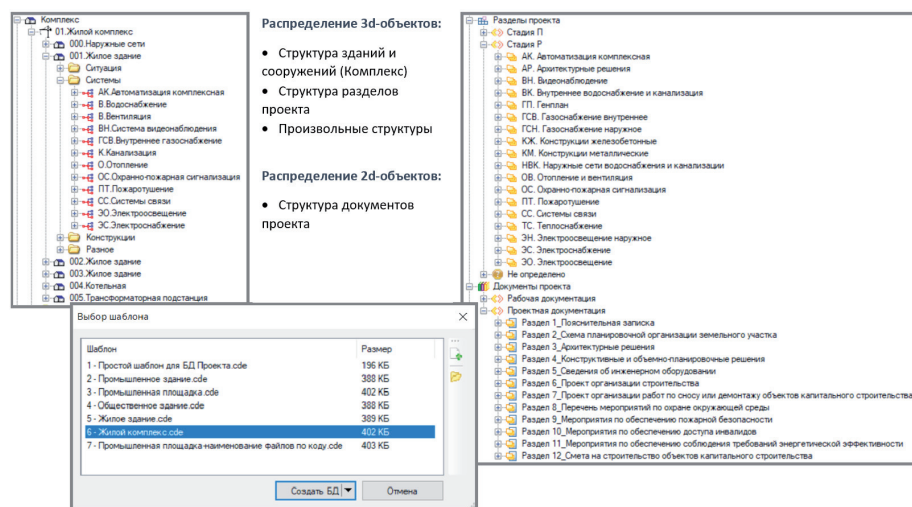 Комплекс
01.Жилой комплекс
000.Наружные сети
001.Жилое здание
Ситуация
Системы
АК.Автоматизация комплексная
В.Водоснабжение
В.Вентиляция
ВН.Система видеонаблюдения
ГСВ.Внутреннее газоснабжение
К.Канализация
О.Отопление
ОС.Охранно-пожарная сигнализация
ПТ.Пожаротушение
СС.Системы связи
ЭО.Электроосвещение
ЭС.Электроснабжение
Конструкции
Разное
002.Жилое здание
003.Жилое здание
004.Котельная
005.Трансформаторная подстанция
Распределение 3d-объектов:
• Структура зданий и
сооружений (Комплекс)
• Структура разделов
проекта
• Произвольные структуры
Распределение 2d-объектов:
• Структура документов
проекта
Разделы проекта
Стадия П
Стадия Р
АК. Автоматизация комплексная
АР. Архитектурные решения
ВН. Видеонаблюдение
ВК. Внутреннее водоснабжение и канализация
ГП. Генплан
ГСВ. Газоснабжение внутреннее
ГСН. Газоснабжение наружное
КЖ. Конструкции железобетонные
КМ. Конструкции металлические
НВК. Наружные сети водоснабжения и канализации
ОВ. Отопление и вентиляция
ОС. Охранно-пожарная сигнализация
ПТ. Пожаротушение
СС. Системы связи
ТС. Теплоснабжение
ЭН. Электроосвещение наружное
ЭС. Электроснабжение
ЭО. Электроосвещение
Не определено
Документы проекта
Рабочая документация
Проектная документация
Раздел 1_Пояснительная записка
Раздел 2_Схема планировочной организации земельного участка
Раздел 3_Архитектурные решения
Раздел 4_Конструктивные и объемно-планировочные решения
Раздел 5_Сведения об инженерном оборудовании
Раздел 6_Проект организации строительства
Раздел 7_Проект организации работ по сносу или демонтажу объектов капитального строительства
Раздел 8_Перечень мероприятий по охране окружающей среды
Раздел 9_Мероприятия по обеспечению пожарной безопасности
Раздел 10_Мероприятия по обеспечению доступа инвалидов
Раздел 11_Мероприятия по обеспечению соблюдения требований энергетической эффективности
Раздел 12_Смета на строительство объектов капитального строительства
Выбор шаблона
Шаблон Размер
1 - Простой шаблон для БД Проекта.cde 196 КБ
2 - Промышленное здание.cde 388 КБ
3 - Промышленная площадка.cde 402 КБ
4 - Общественное здание.cde 388 КБ
5 - Жилое здание.cde 389 КБ
6 - Жилой комплекс.cde 402 КБ
7 - Промышленная площадка-наименование файлов по коду.cde 403 КБ
Создать БД Отмена